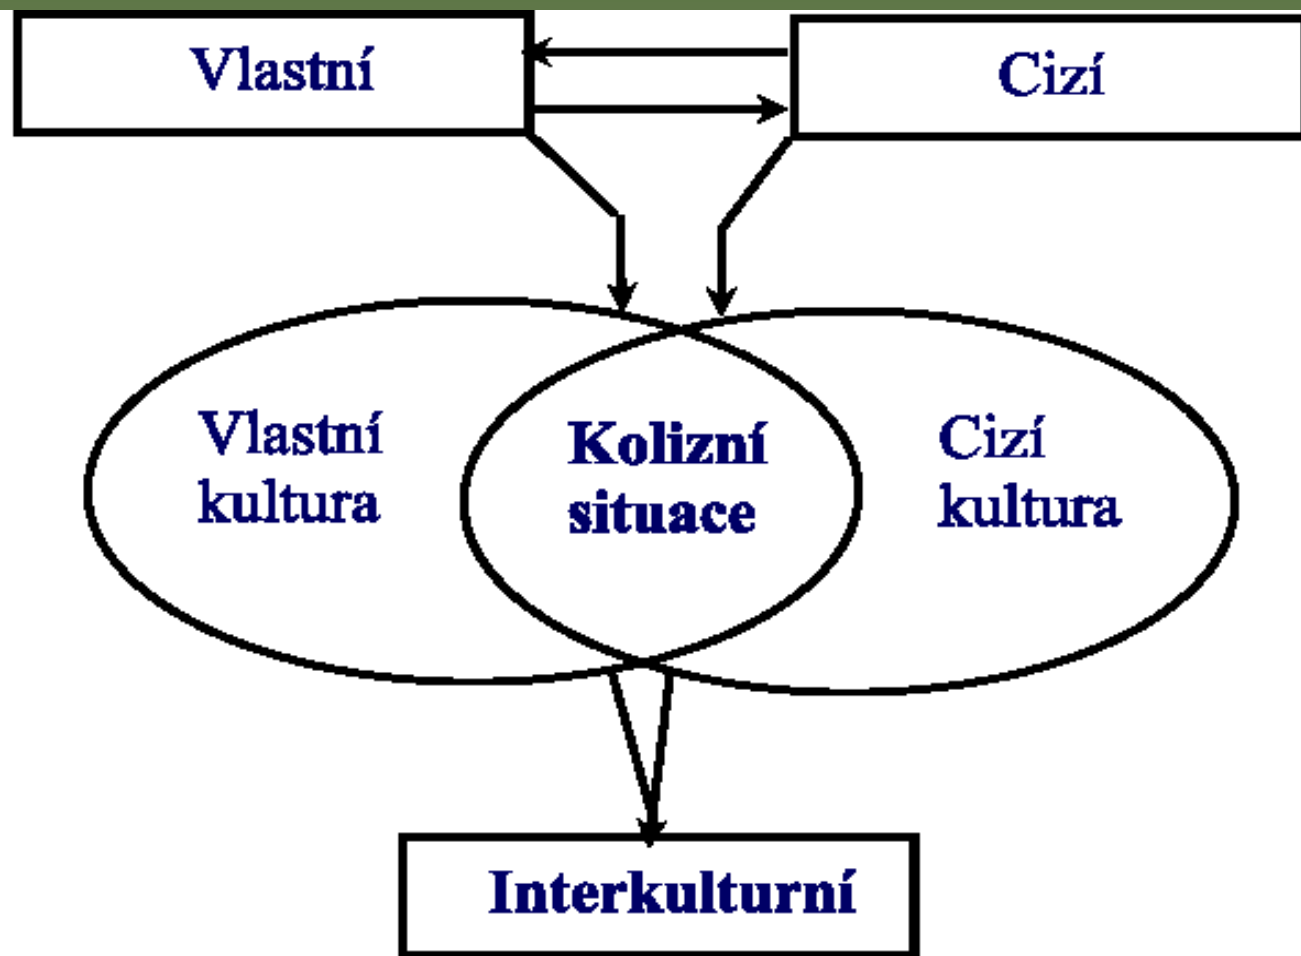 Vlastní
Cizí
Vlastní
kultura
Kolizní
situace
Cizí
kultura
Interkulturní